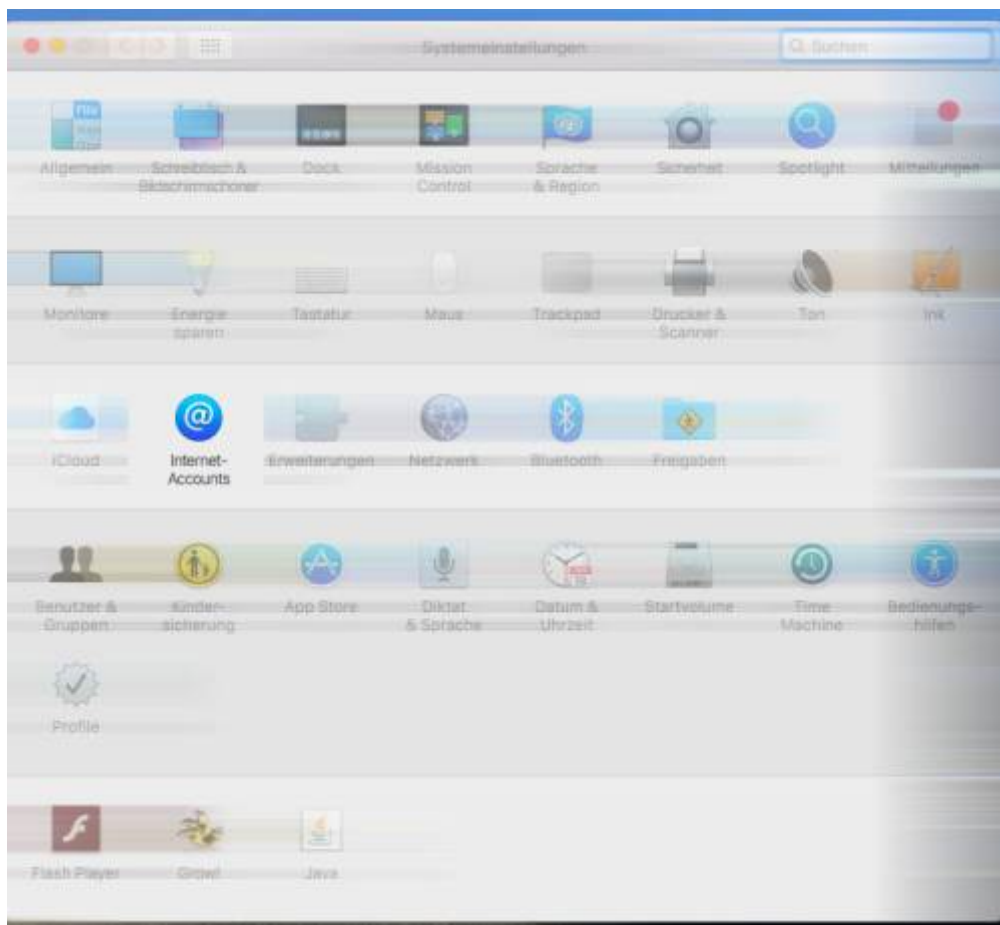 Systemeinstellungen
Suchen
Allgemein
Schreibtisch &
Bildschirmschoner
Dock
Mission
Control
Sprache
& Region
Sicherheit
Spotlight
Mitteilungen
Monitore
Energie
sparen
Tastatur
Maus
Trackpad
Drucker &
Scanner
Ton
Ink
iCloud
Internet-
Accounts
Erweiterungen
Netzwerk
Bluetooth
Freigaben
Benutzer &
Gruppen
Kinder-
sicherung
App Store
Diktat
& Sprache
Datum &
Uhrzeit
Startvolume
Time
Machine
Bedienungs-
hilfen
Profile
Flash Player
Growl
Java